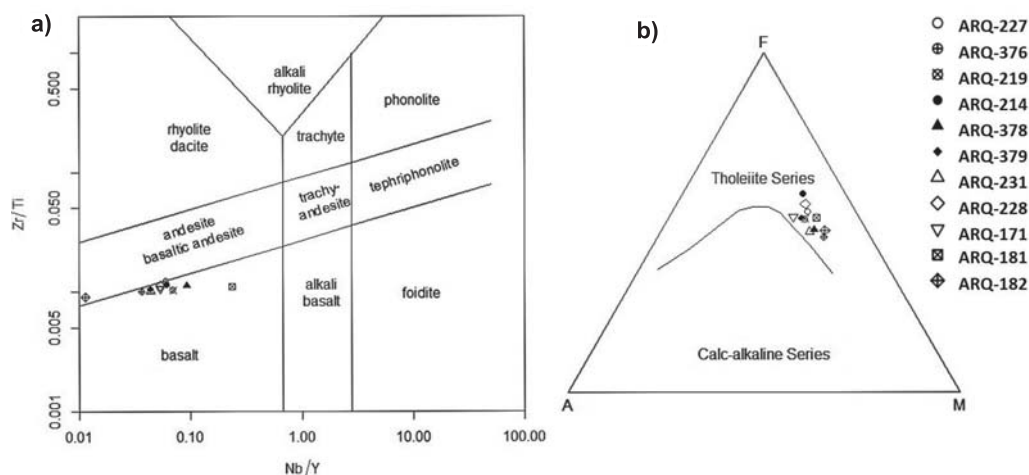 a)
Zr/Ti
0.500
0.050
0.005
0.001
0.01
0.10
1.00
10.00
100.00
Nb/Y
alkali
rhyolite
phonolite
rhyolite
dacite
trachyte
trachy-
andesite
tephriphonolite
andesite
basaltic andesite
alkali
basalt
foidite
basalt
b)
F
Tholeiite Series
Calc-alkaline Series
A
M
ARQ-227
ARQ-376
ARQ-219
ARQ-214
ARQ-378
ARQ-379
ARQ-231
ARQ-228
ARQ-171
ARQ-181
ARQ-182